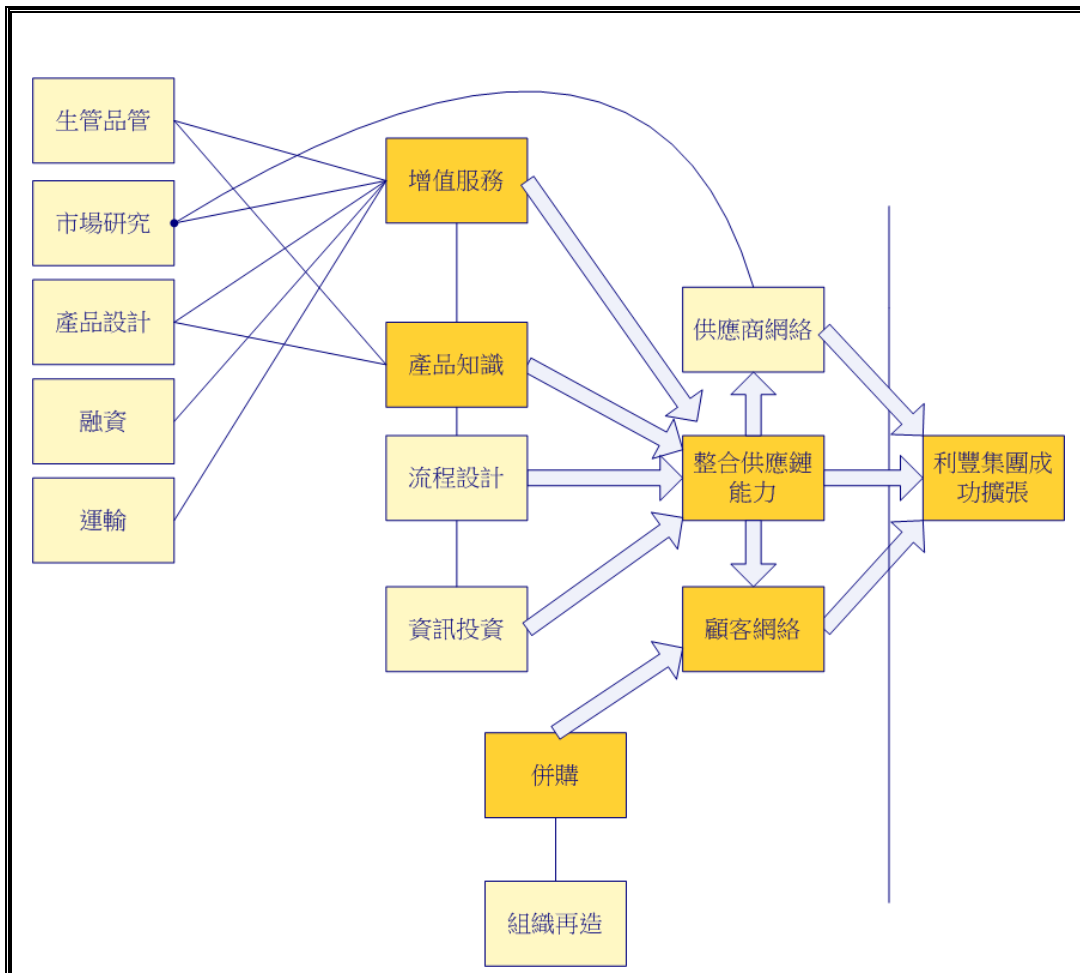 生管品管
市場研究
產品設計
融資
運輸
增值服務
產品知識
流程設計
資訊投資
供應商網絡
整合供應鏈
能力
顧客網絡
利豐集團成
功擴張
併購
組織再造